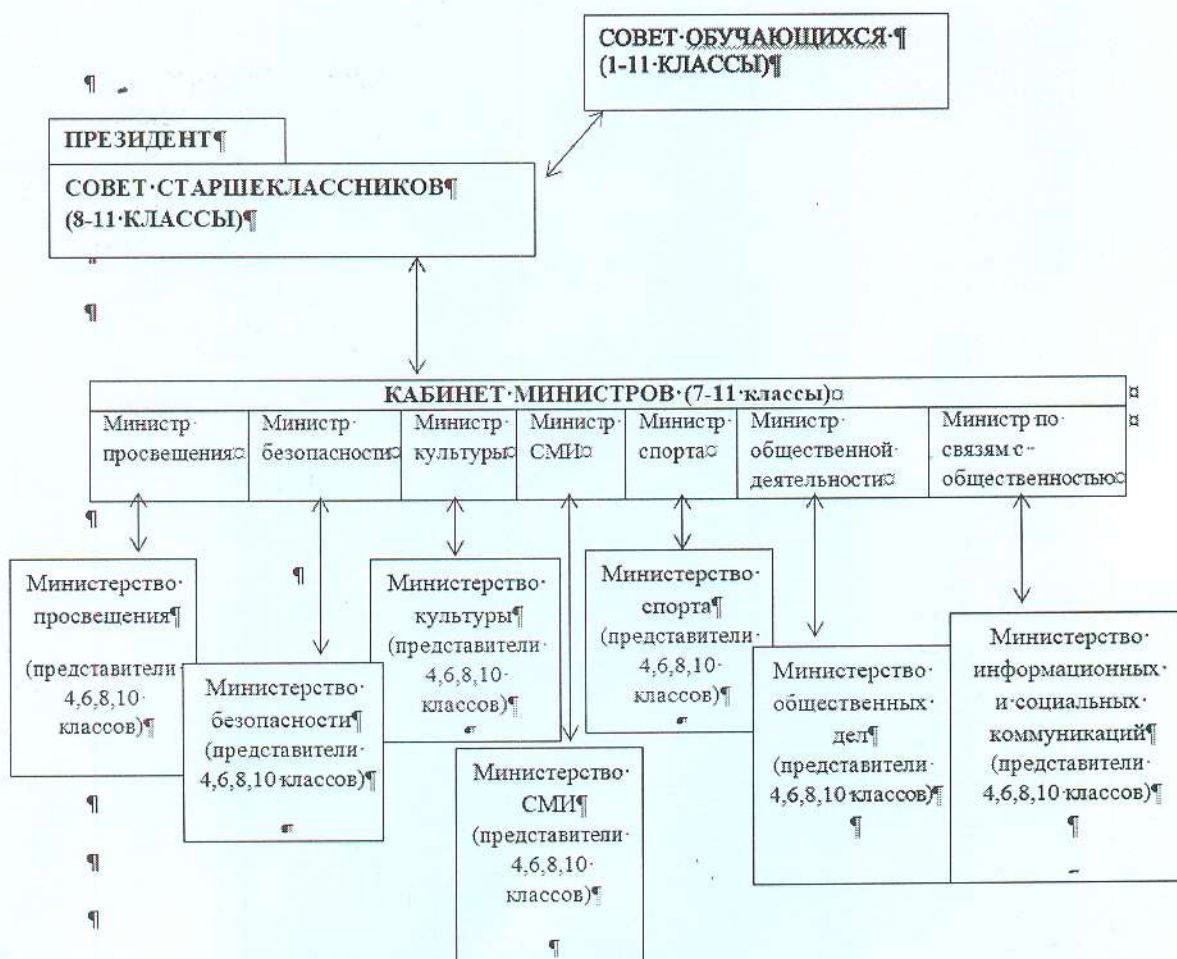 СОВЕТ·ОБУЧАЮЩИХСЯ·¶
(1-11·КЛАССЫ)¶
¶
ПРЕЗИДЕНТ¶
СОВЕТ·СТАРШЕКЛАССНИКОВ¶
(8-11·КЛАССЫ)¶
¶
КАБИНЕТ·МИНИСТРОВ·(7-11·классы)¤
¤
Министр·
просвещения¤
Министр·
безопасности¤
Министр·
культуры¤
Министр·
СМИ¤
Министр·
спорта¤
Министр·
общественной·
деятельности¤
Министр·по·
связям·с·
общественностью¤
¤
¶
Министерство·
просвещения¶
(представители·
4,6,8,10·
классов)¶
¶
Министерство·
безопасности¶
(представители·
4,6,8,10·классов)¶
¶
Министерство·
культуры¶
(представители·
4,6,8,10·
классов)¶
¶
Министерство·
СМИ¶
(представители·
4,6,8,10·
классов)¶
¶
Министерство·
спорта¶
(представители·
4,6,8,10·
классов)¶
¶
Министерство·
общественных·
дел¶
(представители·
4,6,8,10·классов)¶
¶
Министерство·
информационных·
и·социальных·
коммуникаций¶
(представители·
4,6,8,10·классов)¶
¶
¶
¶
¶